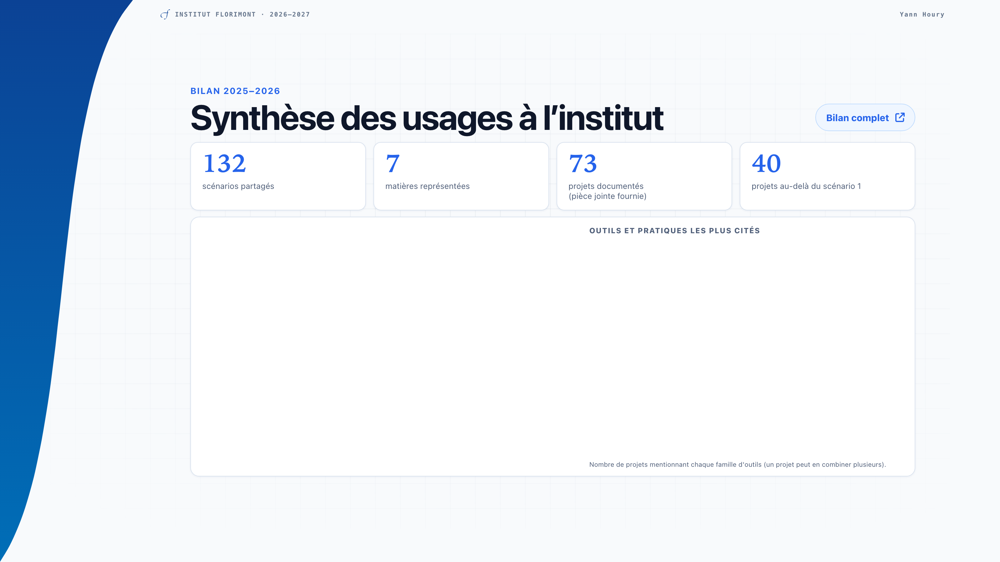 INSTITUT FLORIMONT · 2026–2027
Yann Houry
BILAN 2025–2026
Synthèse des usages à l’institut
Bilan complet
132
scénarios partagés
7
matières représentées
73
projets documentés
(pièce jointe fournie)
40
projets au-delà du scénario 1
OUTILS ET PRATIQUES LES PLUS CITÉS
Nombre de projets mentionnant chaque famille d'outils (un projet peut en combiner plusieurs).